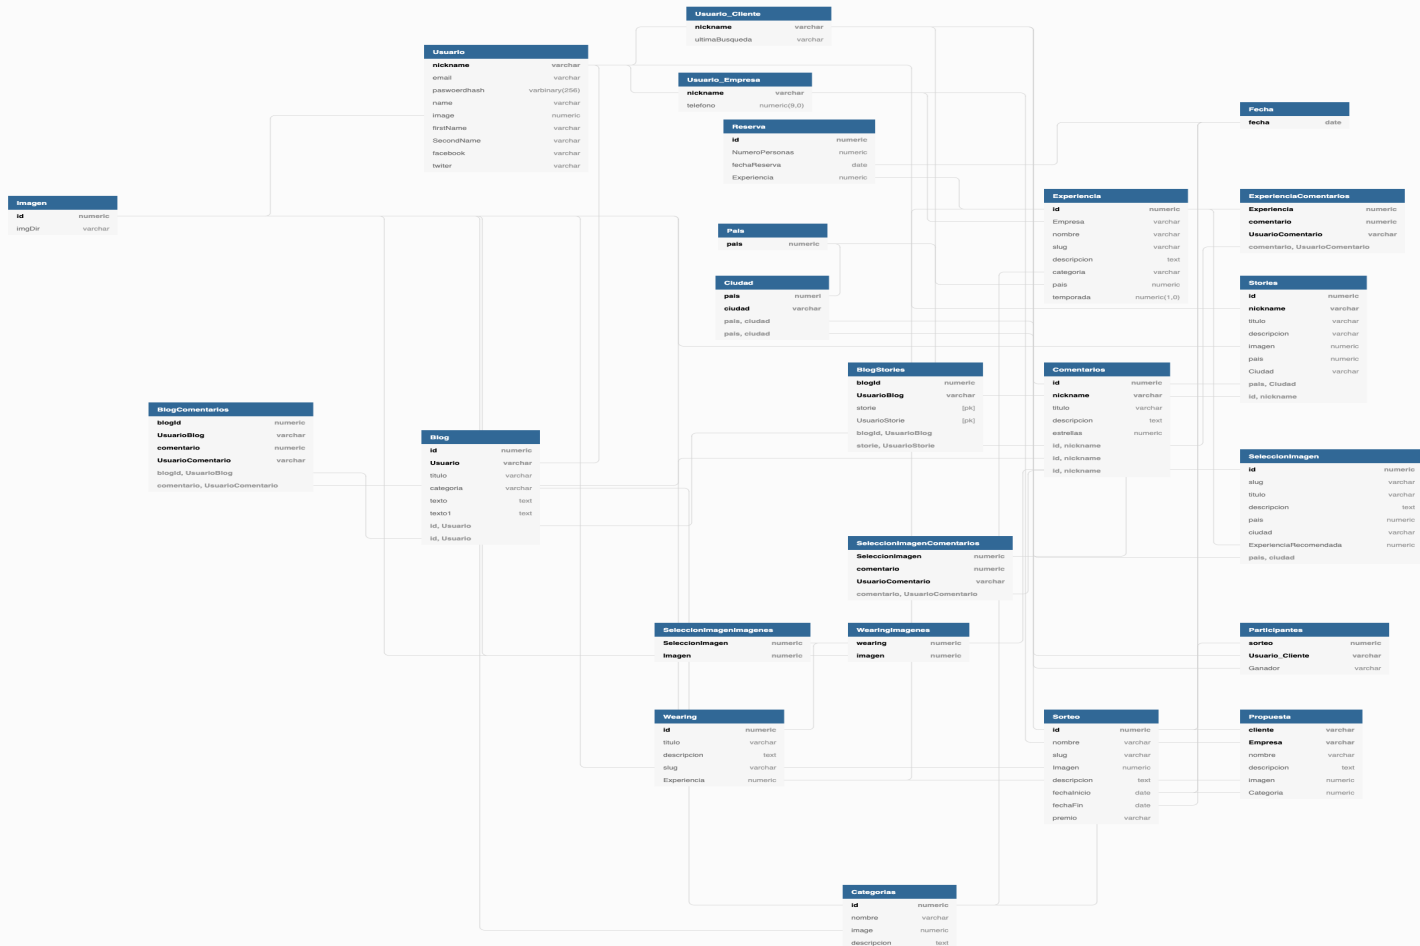 Usuario_Cliente
nickname varchar
ultimaBusqueda varchar
Usuario
nickname varchar
email varchar
paswoerdhash varbinary(256)
name varchar
image numeric
firstName varchar
SecondName varchar
facebook varchar
twiter varchar
Usuario_Empresa
nickname varchar
telefono numeric(9,0)
Reserva
id numeric
NumeroPersonas numeric
fechaReserva date
Experiencia numeric
Fecha
fecha date
Imagen
id numeric
imgDir varchar
Pais
pais numeric
Ciudad
pais numeri
ciudad varchar
pais, ciudad
pais, ciudad
Experiencia
id numeric
Empresa varchar
nombre varchar
slug varchar
descripcion text
categoria varchar
pais numeric
temporada numeric(1,0)
ExperienciaComentarios
Experiencia numeric
comentario numeric
UsuarioComentario varchar
comentario, UsuarioComentario
Stories
id numeric
nickname varchar
titulo varchar
descripcion varchar
imagen numeric
pais numeric
Ciudad varchar
pais, Ciudad
id, nickname
BlogStories
blogId numeric
UsuarioBlog varchar
storie [pk]
UsuarioStorie [pk]
blogId, UsuarioBlog
storie, UsuarioStorie
Comentarios
id numeric
nickname varchar
titulo varchar
descripcion text
estrellas numeric
id, nickname
id, nickname
id, nickname
BlogComentarios
blogId numeric
UsuarioBlog varchar
comentario numeric
UsuarioComentario varchar
blogId, UsuarioBlog
comentario, UsuarioComentario
Blog
id numeric
Usuario varchar
titulo varchar
categoria varchar
texto text
texto1 text
id, Usuario
id, Usuario
SeleccionImagen
id numeric
slug varchar
titulo varchar
descripcion text
pais numeric
ciudad varchar
ExperienciaRecomendada numeric
pais, ciudad
SeleccionImagenComentarios
SeleccionImagen numeric
comentario numeric
UsuarioComentario varchar
comentario, UsuarioComentario
SeleccionImagenImagenes
SeleccionImagen numeric
Imagen numeric
WearingImagenes
wearing numeric
imagen numeric
Participantes
sorteo numeric
Usuario_Cliente varchar
Ganador varchar
Wearing
id numeric
titulo varchar
descripcion text
slug varchar
Experiencia numeric
Sorteo
id numeric
nombre varchar
slug varchar
Imagen numeric
descripcion text
fechaInicio date
fechaFin date
premio varchar
Propuesta
cliente varchar
Empresa varchar
nombre varchar
descripcion text
imagen numeric
Categoria numeric
Categorias
id numeric
nombre varchar
image numeric
descripcion text